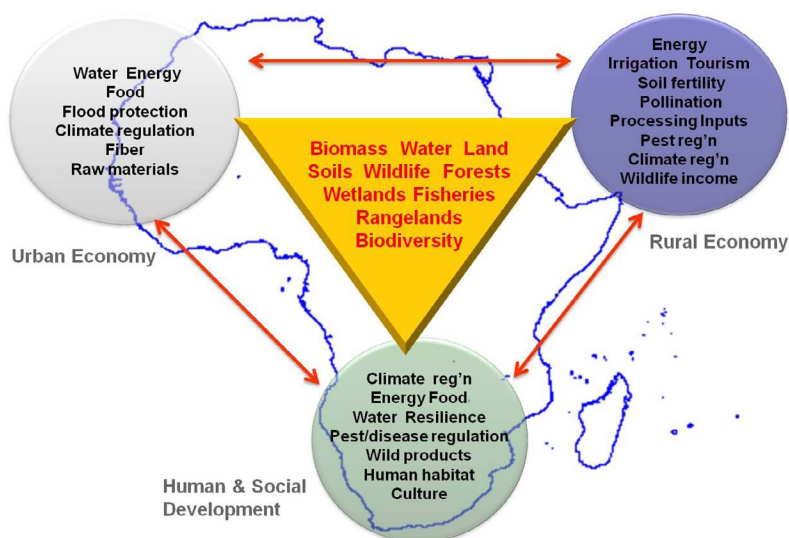 Water Energy
Food
Flood protection
Climate regulation
Fiber
Raw materials
Urban Economy
Energy
Irrigation Tourism
Soil fertility
Pollination
Processing Inputs
Pest reg'n
Climate reg'n
Wildlife income
Rural Economy
Biomass Water Land
Soils Wildlife Forests
Wetlands Fisheries
Rangelands
Biodiversity
Climate reg'n
Energy Food
Water Resilience
Pest/disease regulation
Wild products
Human habitat
Culture
Human & Social
Development